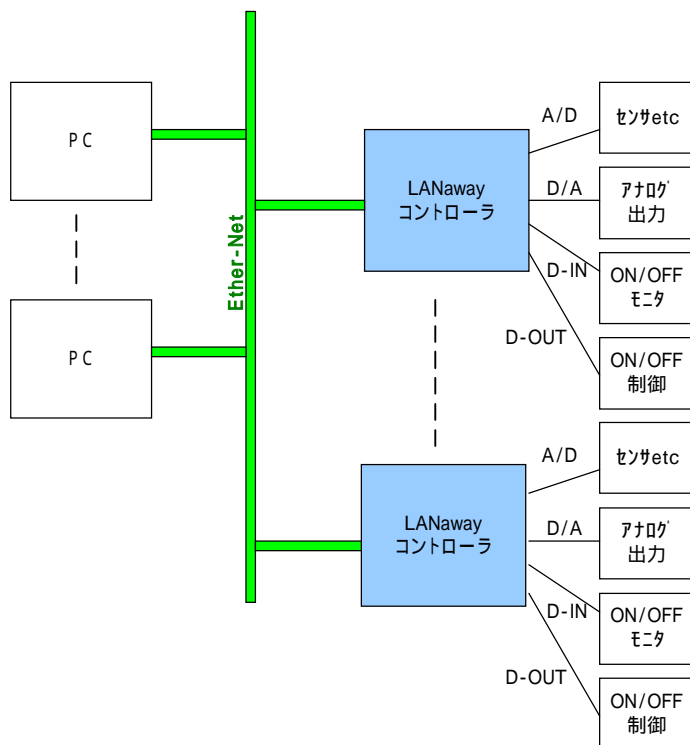 PC
PC
Ether-Net
LANaway
コントローラ
A/D
ｾﾝｻetc
D/A
ｱﾅﾛｸﾞ
出力
D-IN
ON/OFF
ﾓﾆﾀ
D-OUT
ON/OFF
制御
LANaway
コントローラ
A/D
ｾﾝｻetc
D/A
ｱﾅﾛｸﾞ
出力
D-IN
ON/OFF
ﾓﾆﾀ
D-OUT
ON/OFF
制御